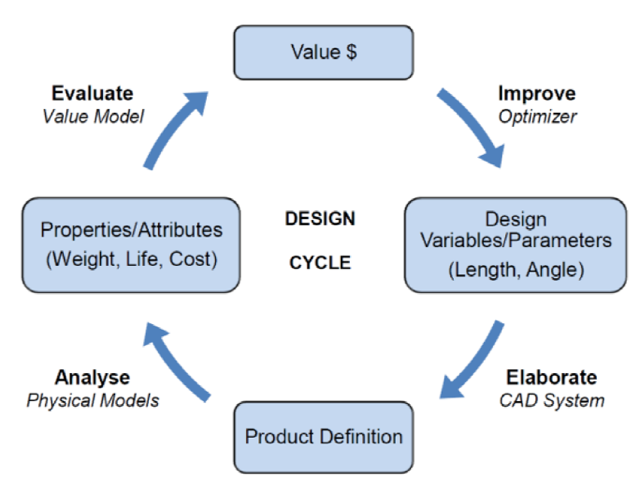 Value $
Evaluate
Value Model
Improve
Optimizer
Properties/Attributes
(Weight, Life, Cost)
DESIGN
CYCLE
Design
Variables/Parameters
(Length, Angle)
Analyse
Physical Models
Elaborate
CAD System
Product Definition